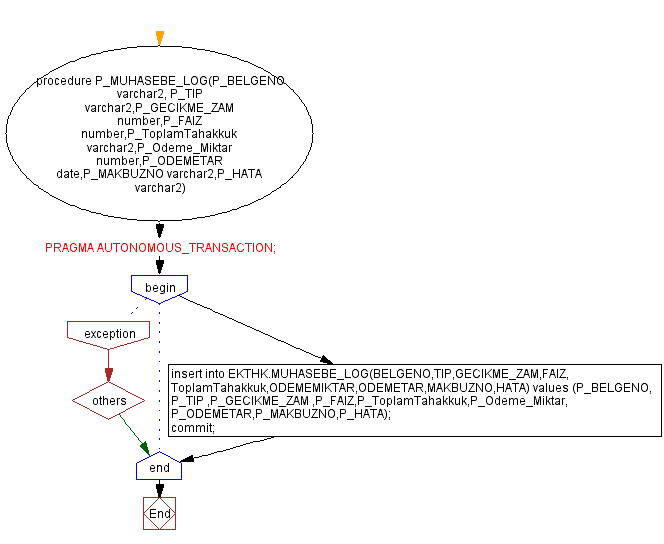 procedure P_MUHASEBE_LOG(P_BELGENO
varchar2, P_TIP
varchar2,P_GECIKME_ZAM
number,P_FAIZ
number,P_ToplamTahakkuk
varchar2,P_Odeme_Miktar
number,P_ODEMETAR
date,P_MAKBUZNO varchar2,P_HATA
varchar2)
PRAGMA AUTONOMOUS_TRANSACTION;
begin
exception
others
insert into EKTHK.MUHASEBE_LOG(BELGENO,TIP,GECIKME_ZAM,FAIZ,
ToplamTahakkuk,ODEMEMIKTAR,ODEMETAR,MAKBUZNO,HATA) values (P_BELGENO,
P_TIP ,P_GECIKME_ZAM ,P_FAIZ,P_ToplamTahakkuk,P_Odeme_Miktar,
P_ODEMETAR,P_MAKBUZNO,P_HATA);
commit;
end
End